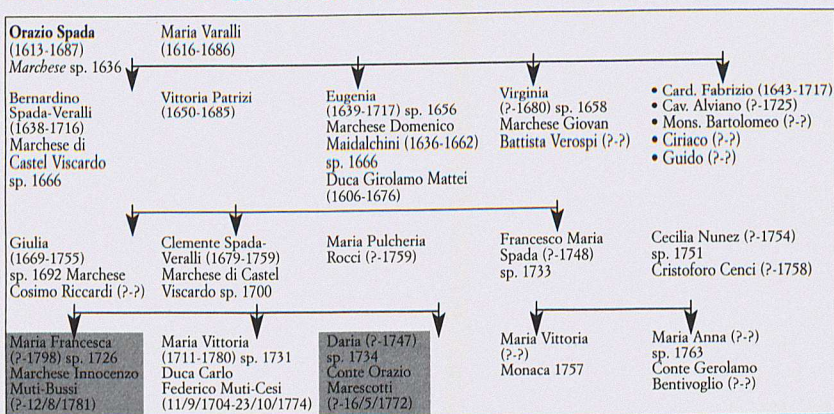 Orazio Spada
(1613-1687)
Marchese sp. 1636
Maria Varalli
(1616-1686)
Bernardino
Spada-Veralli
(1638-1716)
Marchese di
Castel Viscardo
sp. 1666
Vittoria Patrizi
(1650-1685)
Eugenia
(1639-1717) sp. 1656
Marchese Domenico
Maidalchini (1636-1662)
sp. 1666
Duca Girolamo Mattei
(1606-1676)
Virginia
(?-1680) sp. 1658
Marchese Giovan
Battista Verospi (?-?)
• Card. Fabrizio (1643-1717)
• Cav. Alviano (?-1725)
• Mons. Bartolomeo (?-?)
• Ciriaco (?-?)
• Guido (?-?)
Giulia
(1669-1755)
sp. 1692 Marchese
Cosimo Riccardi (?-?)
Clemente Spada-
Veralli (1679-1759)
Marchese di Castel
Viscardo sp. 1700
Maria Pulcheria
Rocci (?-1759)
Francesco Maria
Spada (?-1748)
sp. 1733
Cecilia Nunez (?-1754)
sp. 1751
Cristoforo Cenci (?-1758)
Maria Francesca
(?-1798) sp. 1726
Marchese Innocenzo
Muti-Bussi
(?-12/8/1781)
Maria Vittoria
(1711-1780) sp. 1731
Duca Carlo
Federico Muti-Cesi
(11/9/1704-23/10/1774)
Daria (?-1747)
sp. 1734
Conte Orazio
Marescotti
(?-16/5/1772)
Maria Vittoria
(?-?)
Monaca 1757
Maria Anna (?-?)
sp. 1763
Conte Gerolamo
Bentivoglio (?-?)